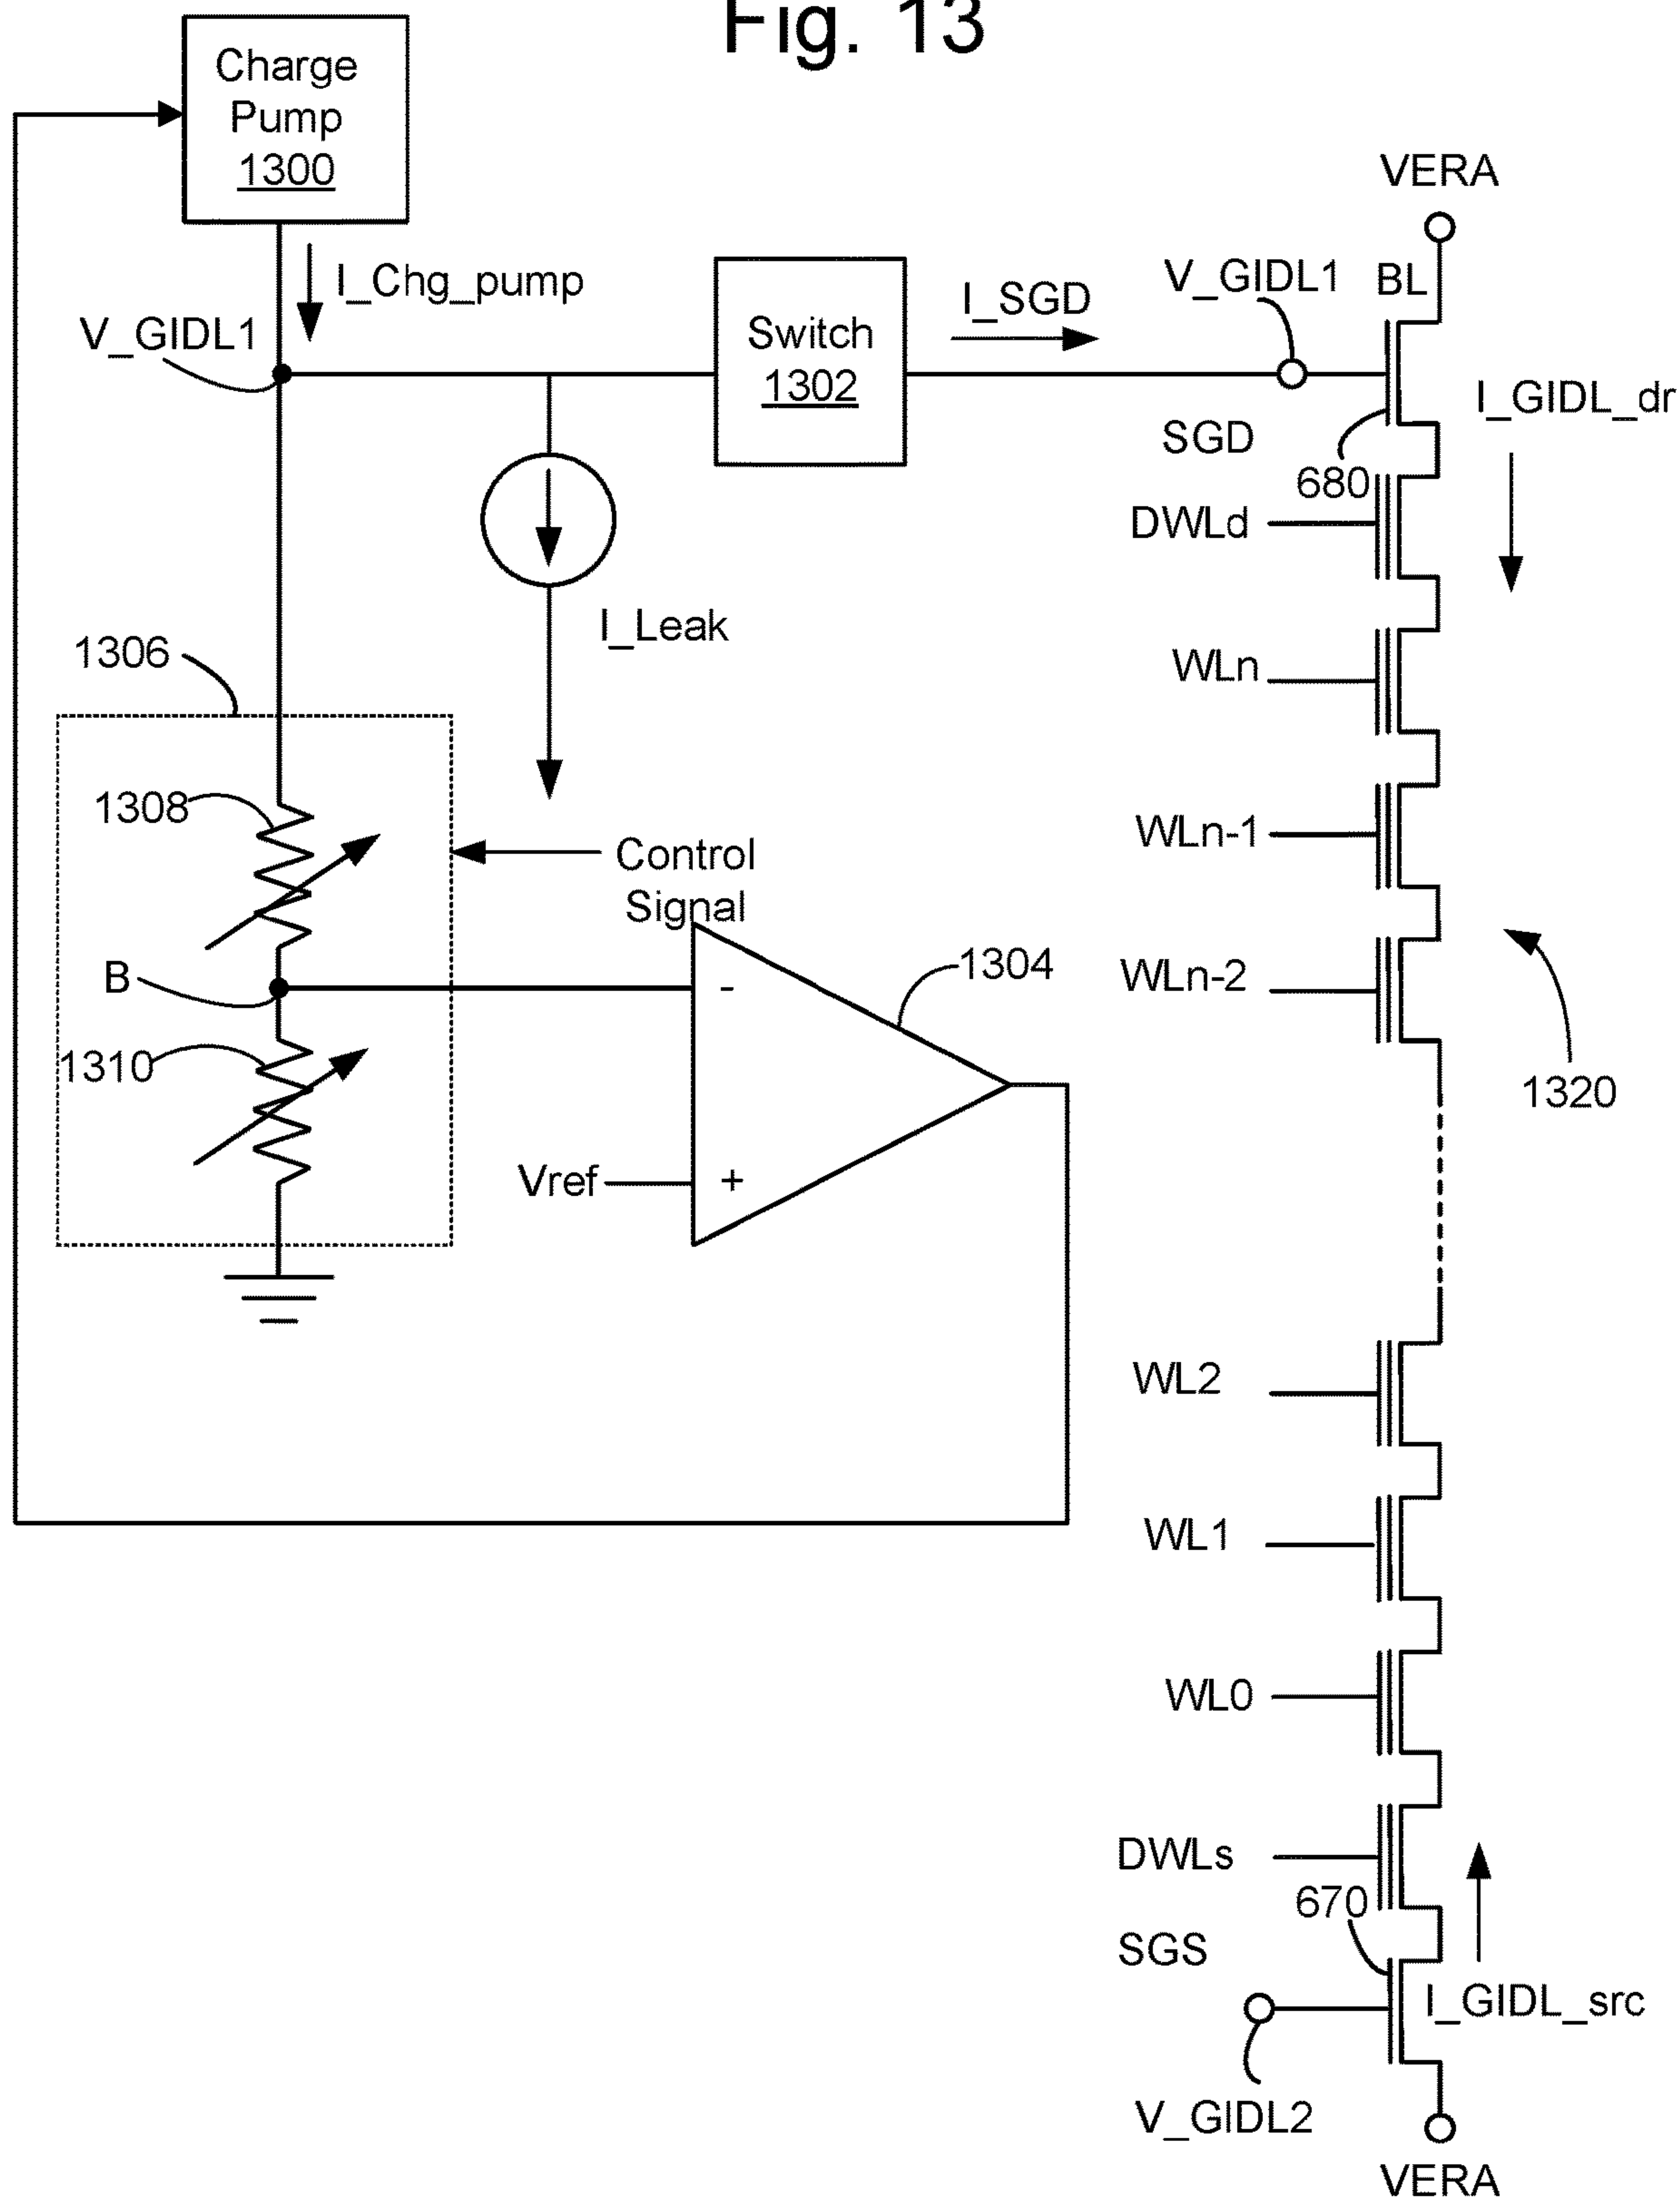 Fig. 13
Charge
Pump
1300
VERA
I_Chg_pump
V_GIDL1
BL
I_SGD
V_GIDL1
Switch
1302
I_GIDL_dr
SGD
680
DWLd
I_Leak
1306
WLn
1308
WLn-1
Control
Signal
B
-
1304
WLn-2
1310
1320
Vref
+
WL2
WL1
WL0
DWLs
670
SGS
I_GIDL_src
V_GIDL2
VERA